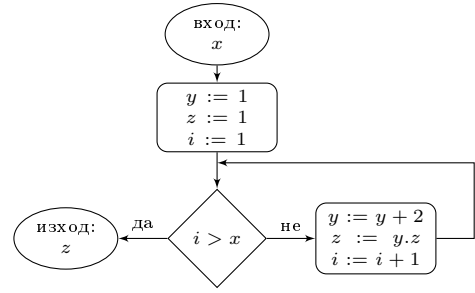 вход:
x
y := 1
z := 1
i := 1
изход:
z
да
i > x
не
y := y + 2
z := y.z
i := i + 1